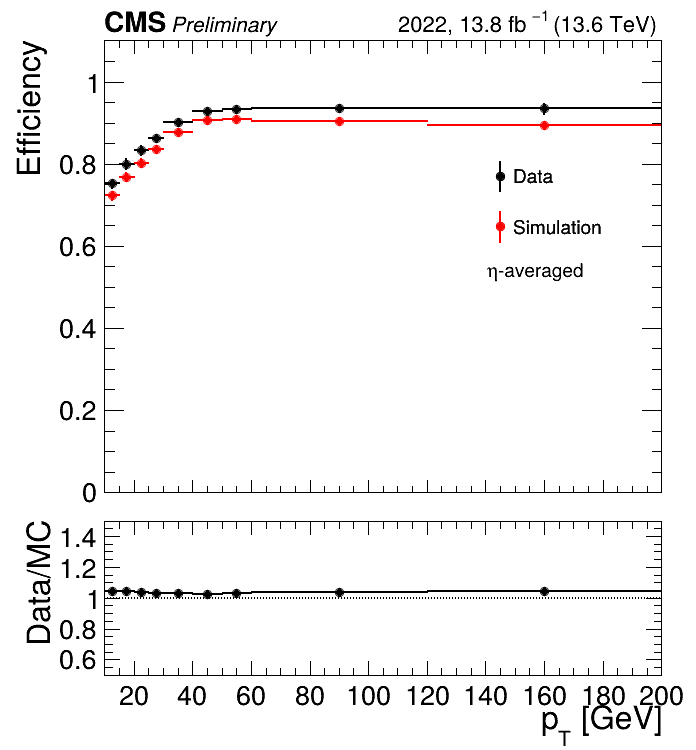 CMS Preliminary 2022, 13.8 fb⁻¹ (13.6 TeV)
Efficiency
1
0.8
0.6
0.4
0.2
0
Data
Simulation
η-averaged
Data/MC
1.4
1.2
1
0.8
0.6
20 40 60 80 100 120 140 160 180 200
p_T [GeV]